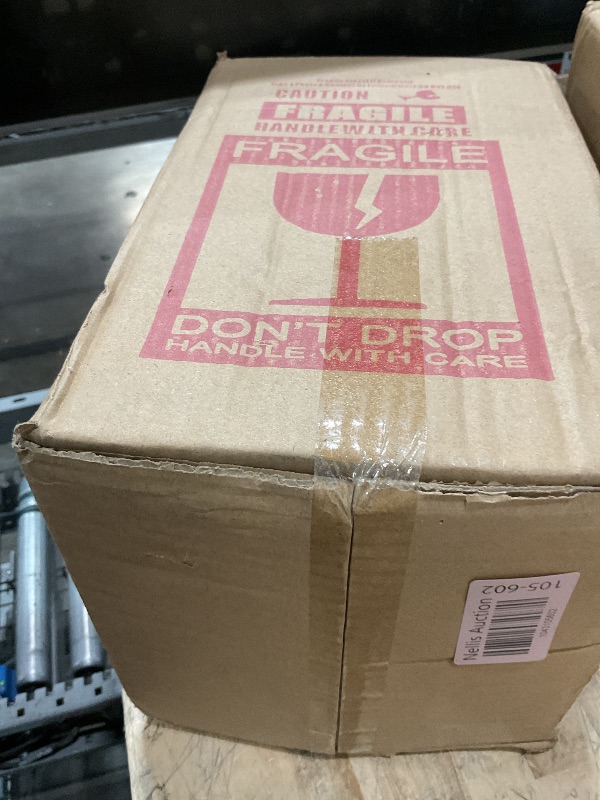 CAUTION
FRAGILE
HANDLE WITH CARE
FRAGILE
DON'T DROP
HANDLE WITH CARE
Nellis Auction
105-602